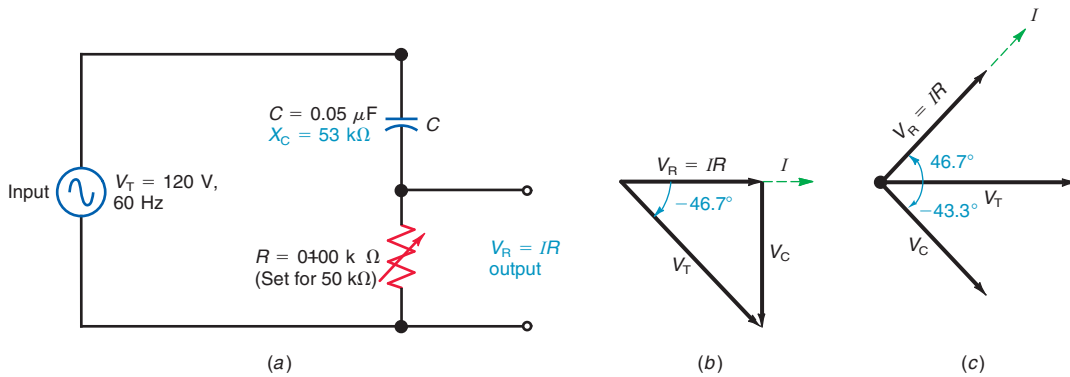 Input
V_T = 120 V,
60 Hz
C = 0.05 μF
X_C = 53 kΩ
C
R = 0-100 k Ω
(Set for 50 kΩ)
V_R = IR
output
(a)
V_R = IR
I
−46.7°
V_T
V_C
(b)
I
V_R = IR
46.7°
V_T
−43.3°
V_C
(c)